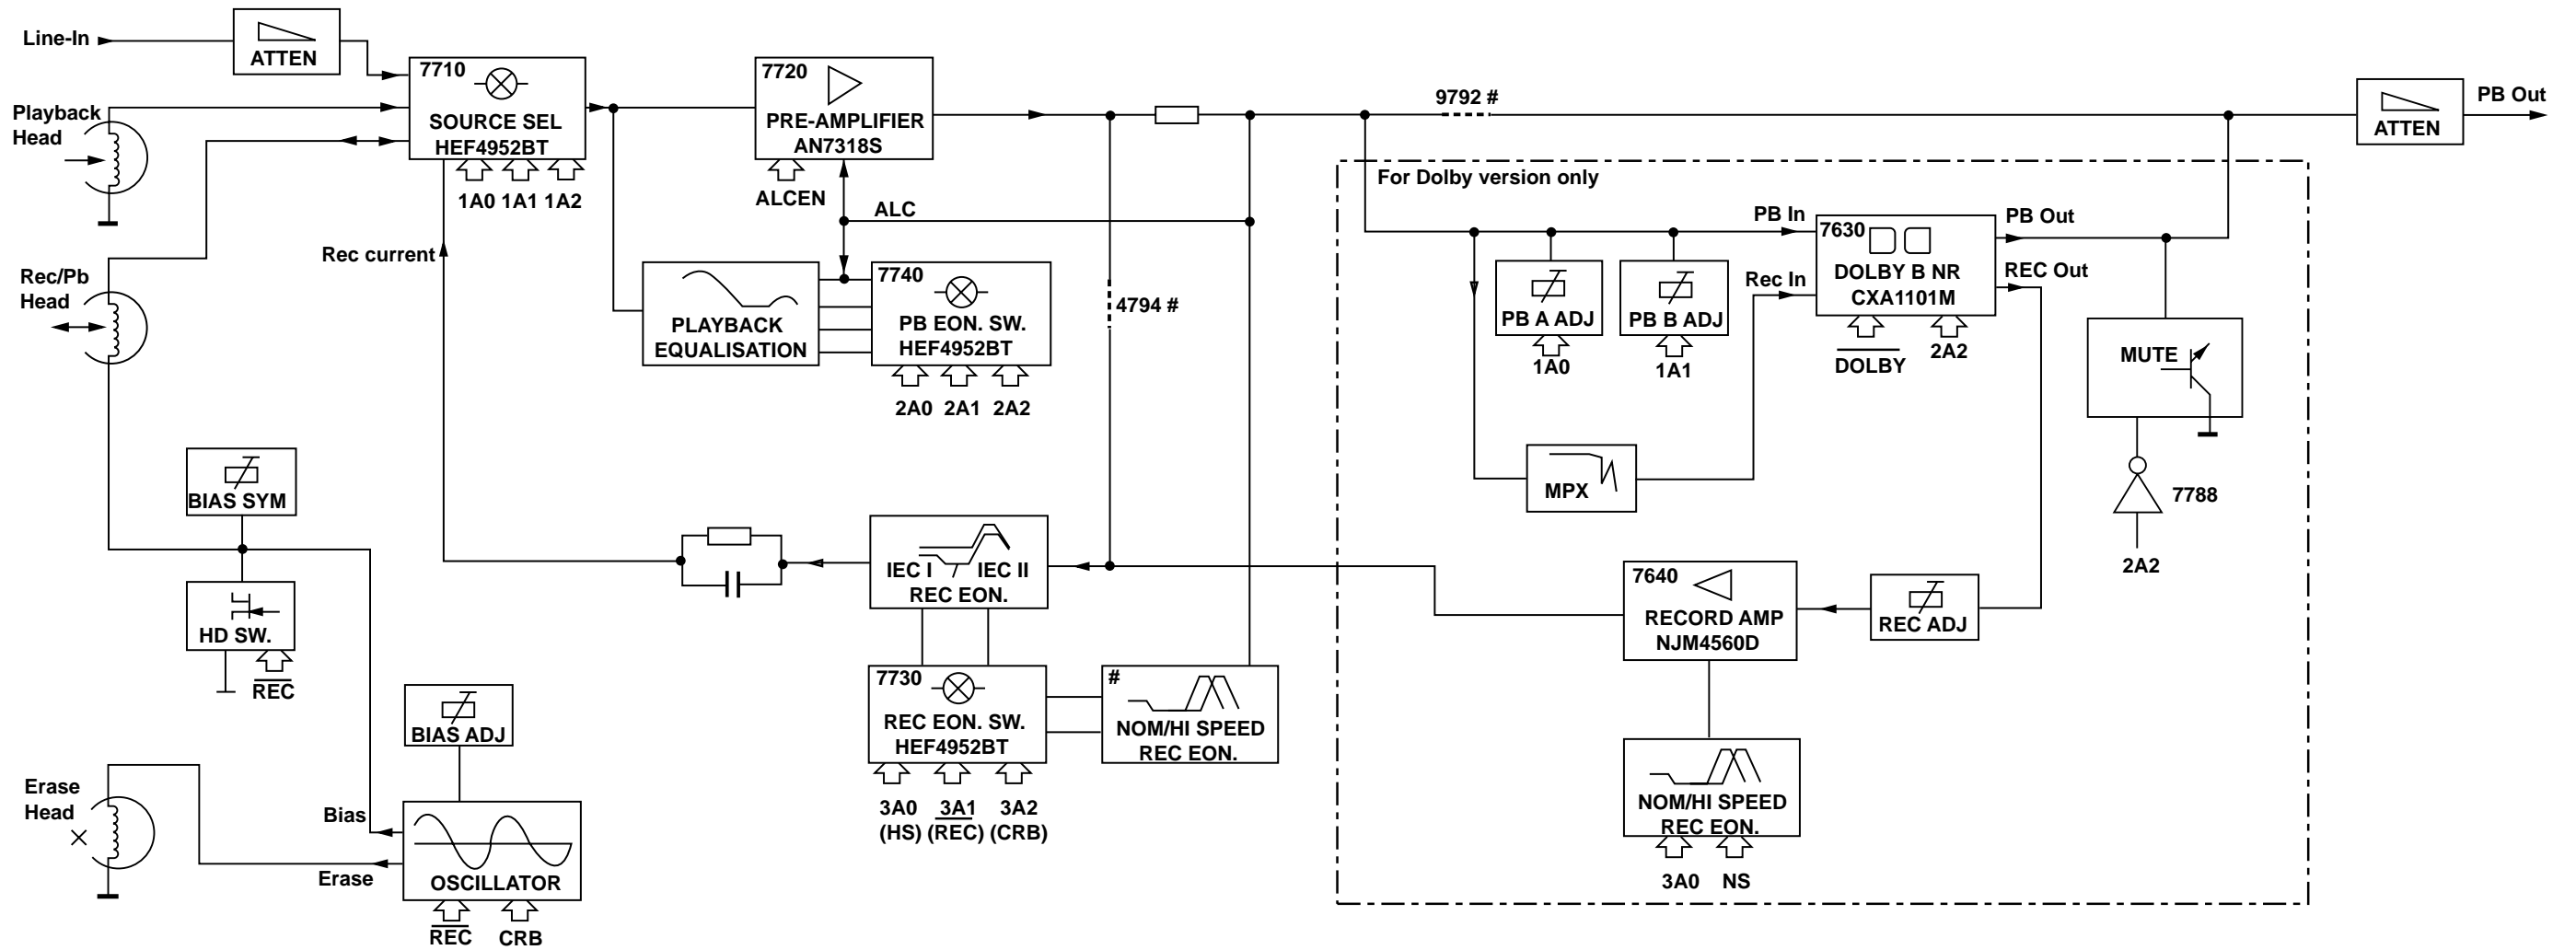 Line-In
ATTEN
7710
SOURCE SEL
HEF4952BT
1A0 1A1 1A2
Playback
Head
Rec/Pb
Head
Rec current
7720
PRE-AMPLIFIER
AN7318S
ALCEN
ALC
PLAYBACK
EQUALISATION
7740
PB EON. SW.
HEF4952BT
2A0 2A1 2A2
4794 #
9792 #
ATTEN
PB Out
For Dolby version only
PB In
7630
DOLBY B NR
CXA1101M
PB Out
REC Out
Rec In
DOLBY
2A2
PB A ADJ
1A0
PB B ADJ
1A1
MPX
MUTE
7788
2A2
BIAS SYM
HD SW.
REC
BIAS ADJ
IEC I IEC II
REC EON.
7730
REC EON. SW.
HEF4952BT
3A0 3A1 3A2
(HS) (REC) (CRB)
#
NOM/HI SPEED
REC EON.
7640
RECORD AMP
NJM4560D
REC ADJ
NOM/HI SPEED
REC EON.
3A0 NS
Erase
Head
Bias
Erase
OSCILLATOR
REC CRB